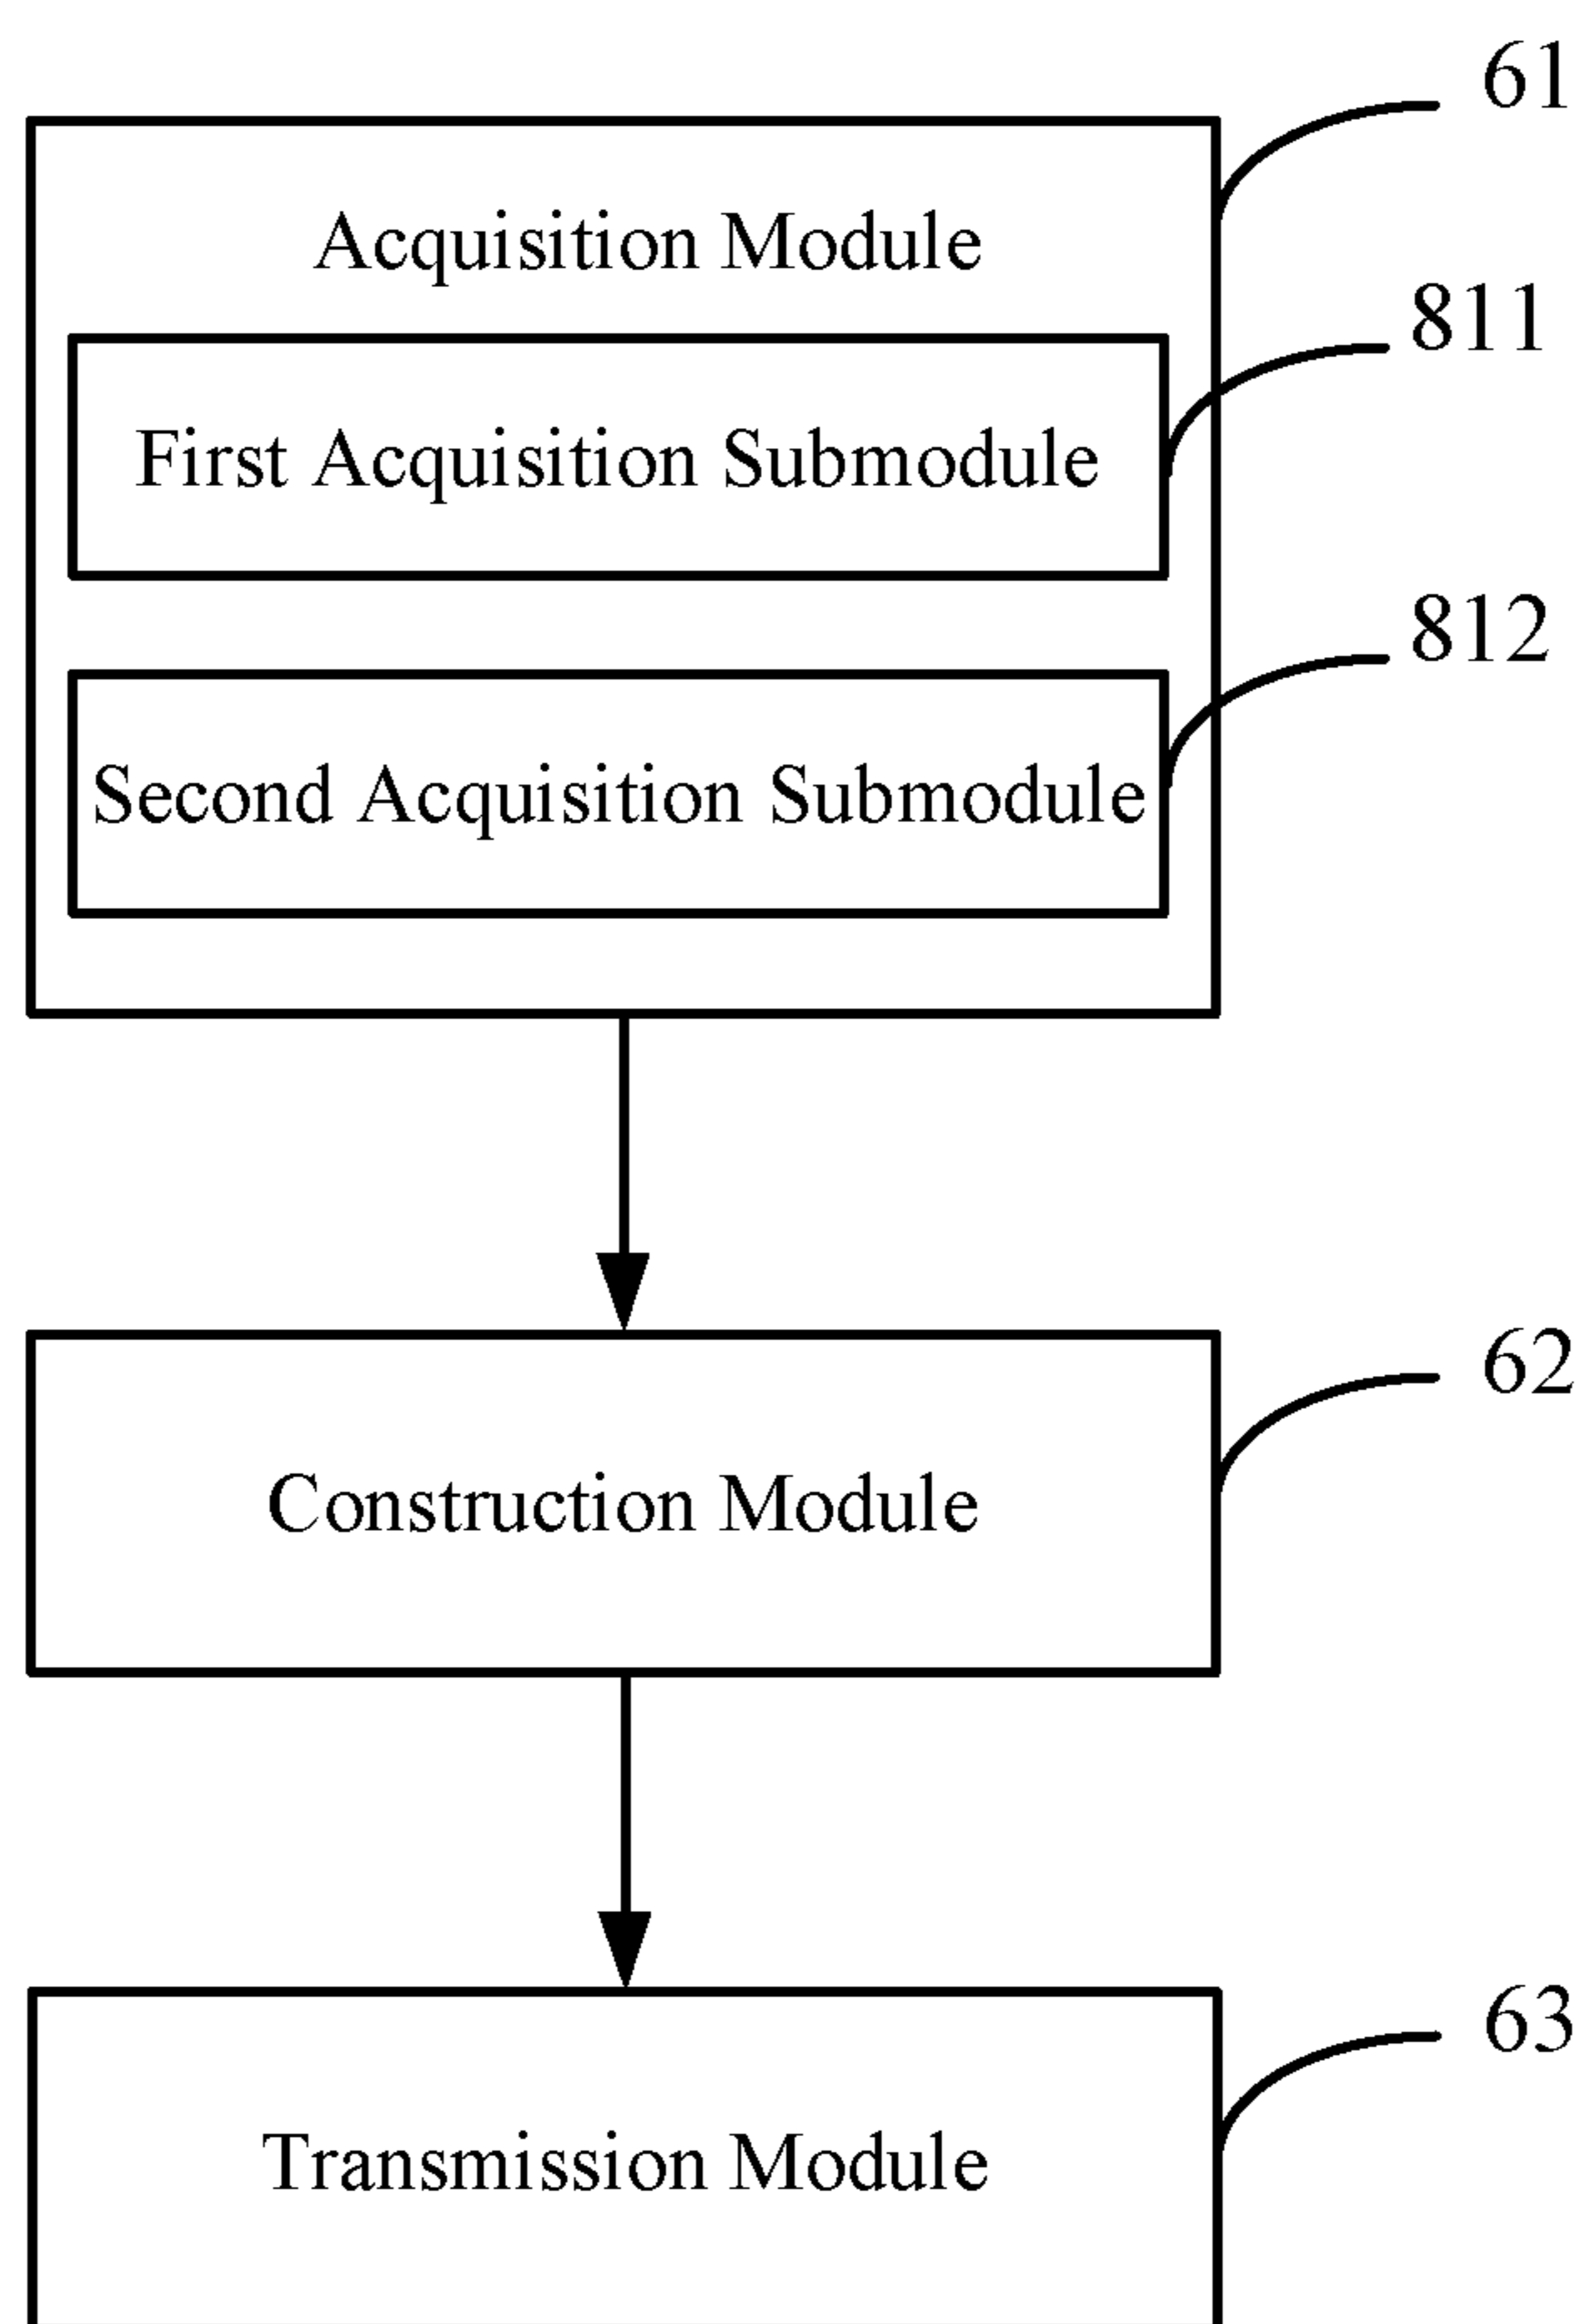 61
Acquisition Module
811
First Acquisition Submodule
812
Second Acquisition Submodule
62
Construction Module
63
Transmission Module